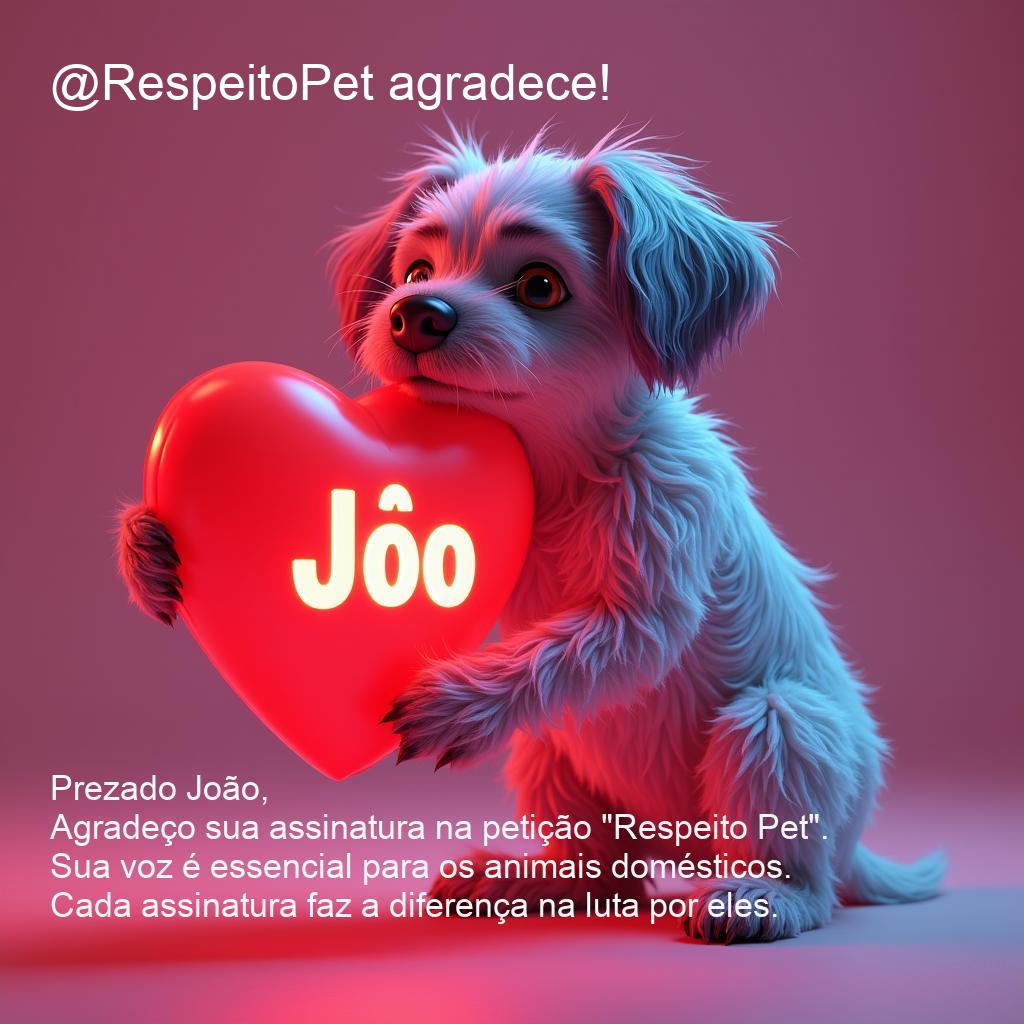 @RespeitoPet agradece!
Jôo
Prezado João,
Agradeço sua assinatura na petição "Respeito Pet".
Sua voz é essencial para os animais domésticos.
Cada assinatura faz a diferença na luta por eles.